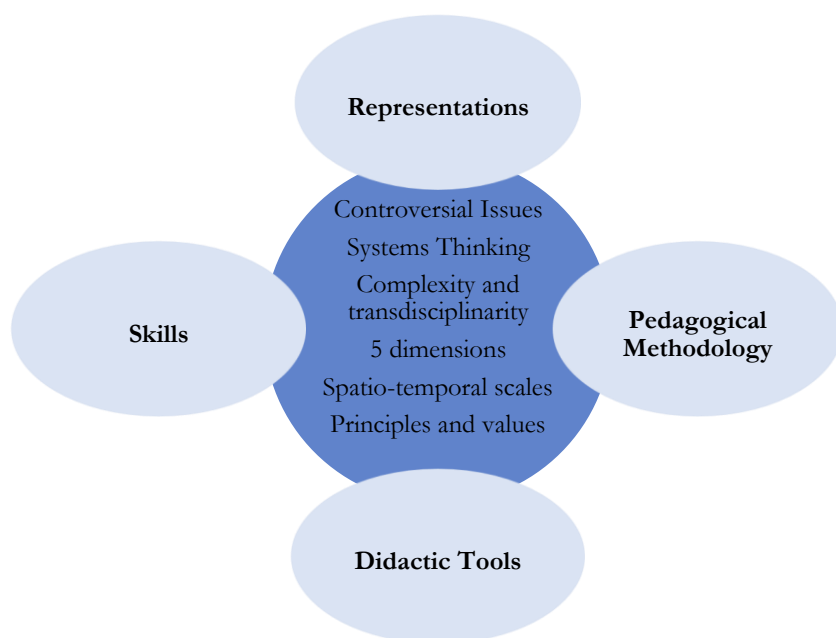 Representations
Controversial Issues
Systems Thinking
Complexity and
transdisciplinarity
5 dimensions
Spatio-temporal scales
Principles and values
Skills
Pedagogical
Methodology
Didactic Tools